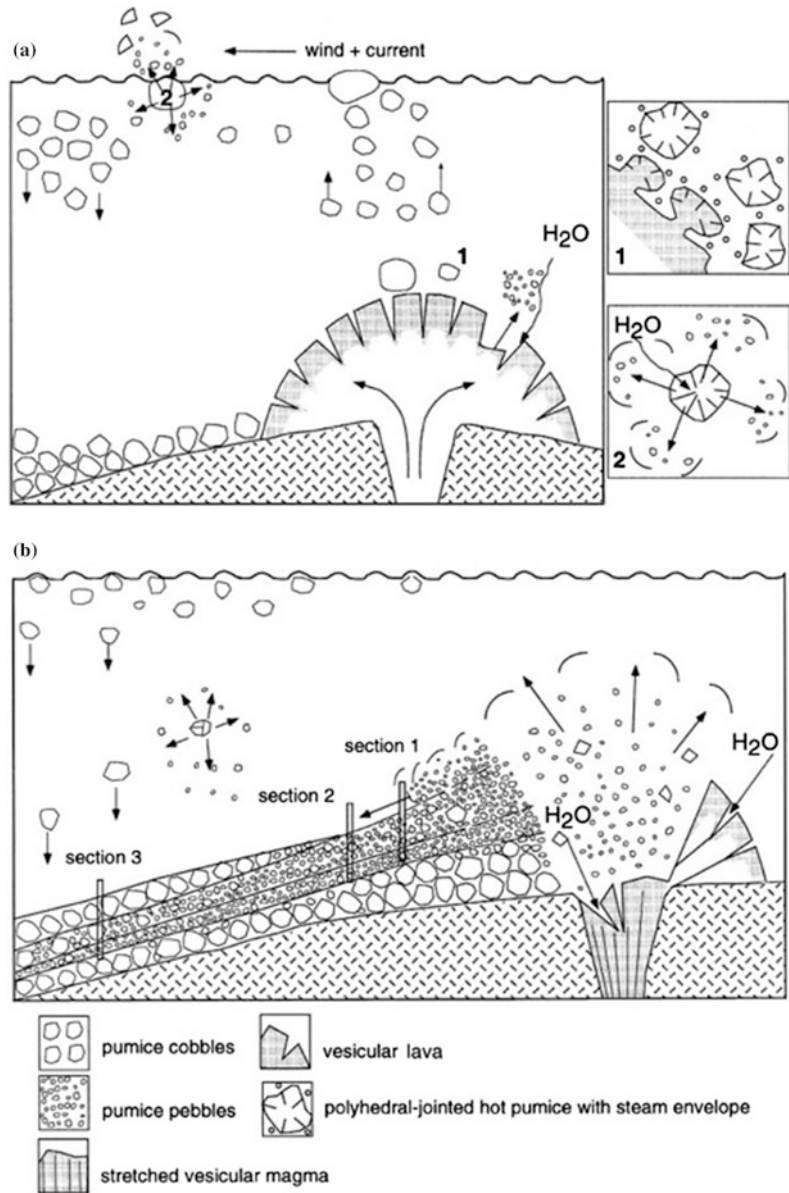 (a)
wind + current
2
1
H2O
1
H2O
2
(b)
section 1
H2O
section 2
H2O
section 3
pumice cobbles
vesicular lava
pumice pebbles
polyhedral-jointed hot pumice with steam envelope
stretched vesicular magma